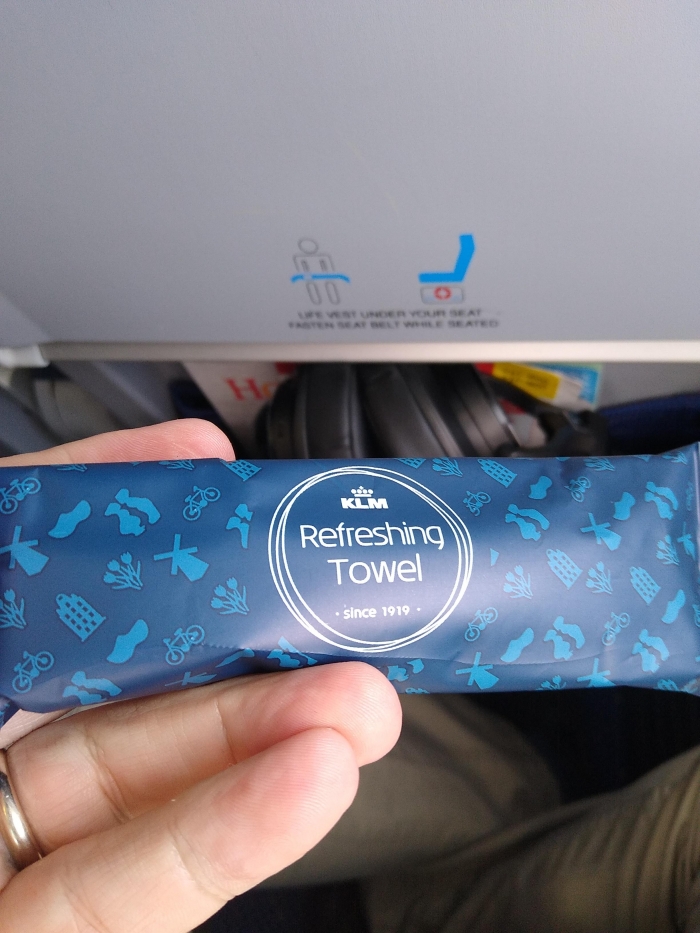 LIFE VEST UNDER YOUR SEAT
FASTEN SEAT BELT WHILE SEATED
KLM
Refreshing
Towel
· since 1919 ·